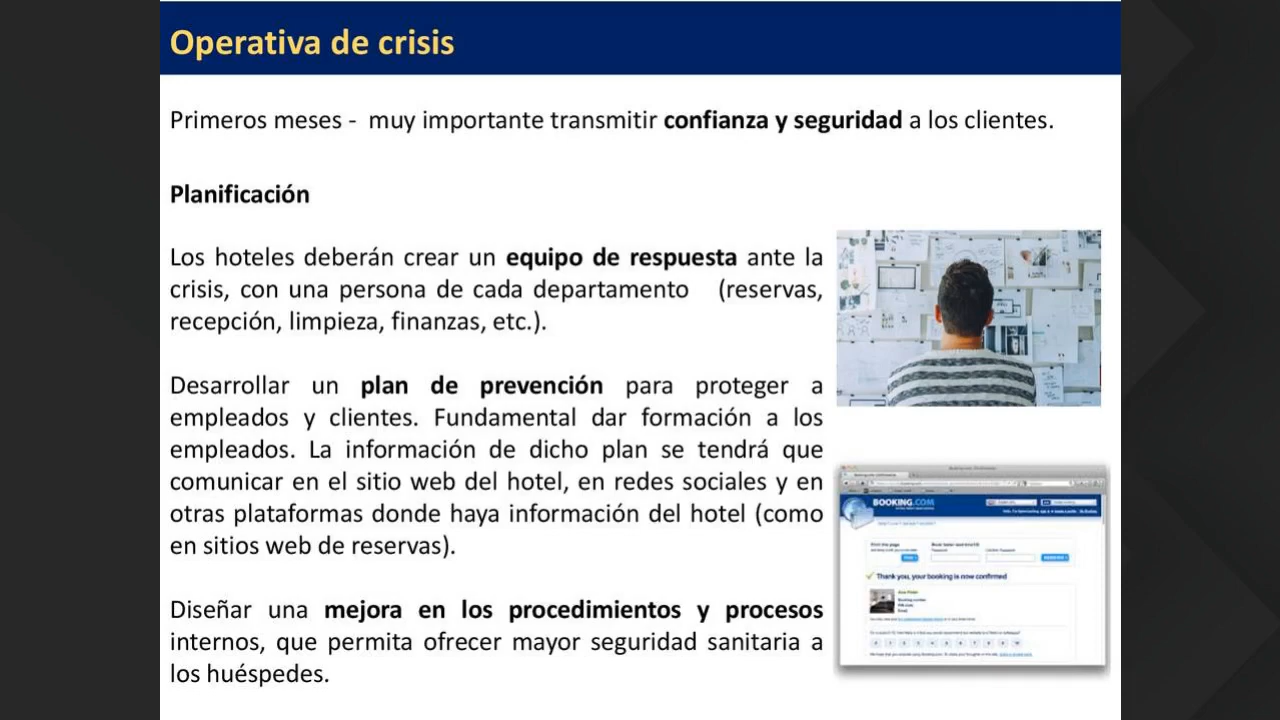 Operativa de crisis
Primeros meses -  muy importante transmitir confianza y seguridad a los clientes.
Planificación
Los hoteles deberán crear un equipo de respuesta ante la
crisis, con una persona de cada departamento (reservas,
recepción, limpieza, finanzas, etc.).
Desarrollar un plan de prevención para proteger a
empleados y clientes. Fundamental dar formación a los
empleados. La información de dicho plan se tendrá que
comunicar en el sitio web del hotel, en redes sociales y en
otras plataformas donde haya información del hotel (como
en sitios web de reservas).
Diseñar una mejora en los procedimientos y procesos
internos, que permita ofrecer mayor seguridad sanitaria a
los huéspedes.
BOOKING.COM
Print this page
Thank you, your booking is now confirmed